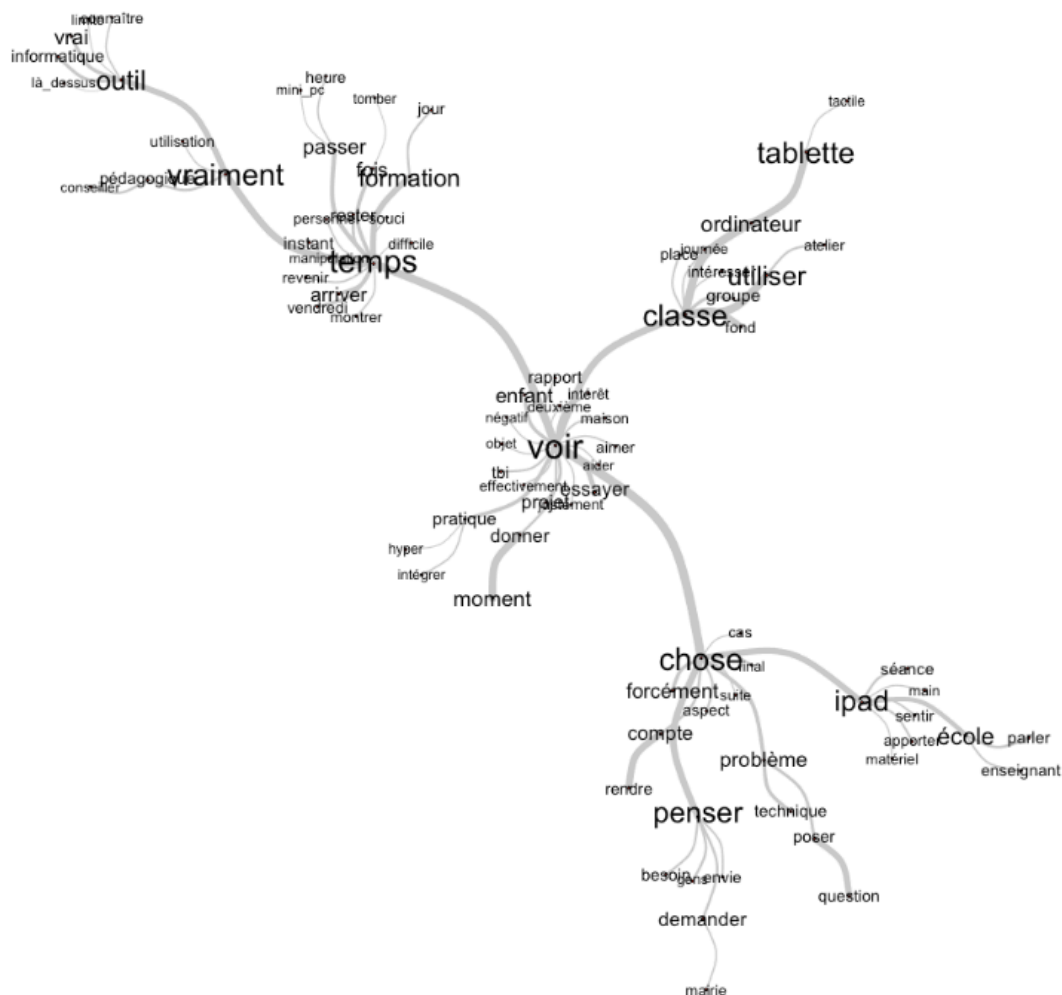 limite
connaître
vrai
informatique
outil
là_dessus
heure
mini_pc
tomber
jour
tactile
utilisation
passer
tablette
fois
vraiment
formation
pédagogique
conseiller
rester
personne
souci
ordinateur
instant
difficile
journée
atelier
place
manipulation
temps
intéresser
utiliser
revenir
arriver
groupe
vendredi
montrer
classe
fond
rapport
enfant
intérêt
deuxième
négatif
maison
objet
voir
aimer
aider
tbi
effectivement
essayer
projet
pratique
donner
hyper
intégrer
moment
cas
chose
final
séance
forcément
suite
main
aspect
ipad
sentir
compte
apporter
école
parler
problème
matériel
enseignant
rendre
penser
technique
poser
besoin
gens
envie
question
demander
mairie